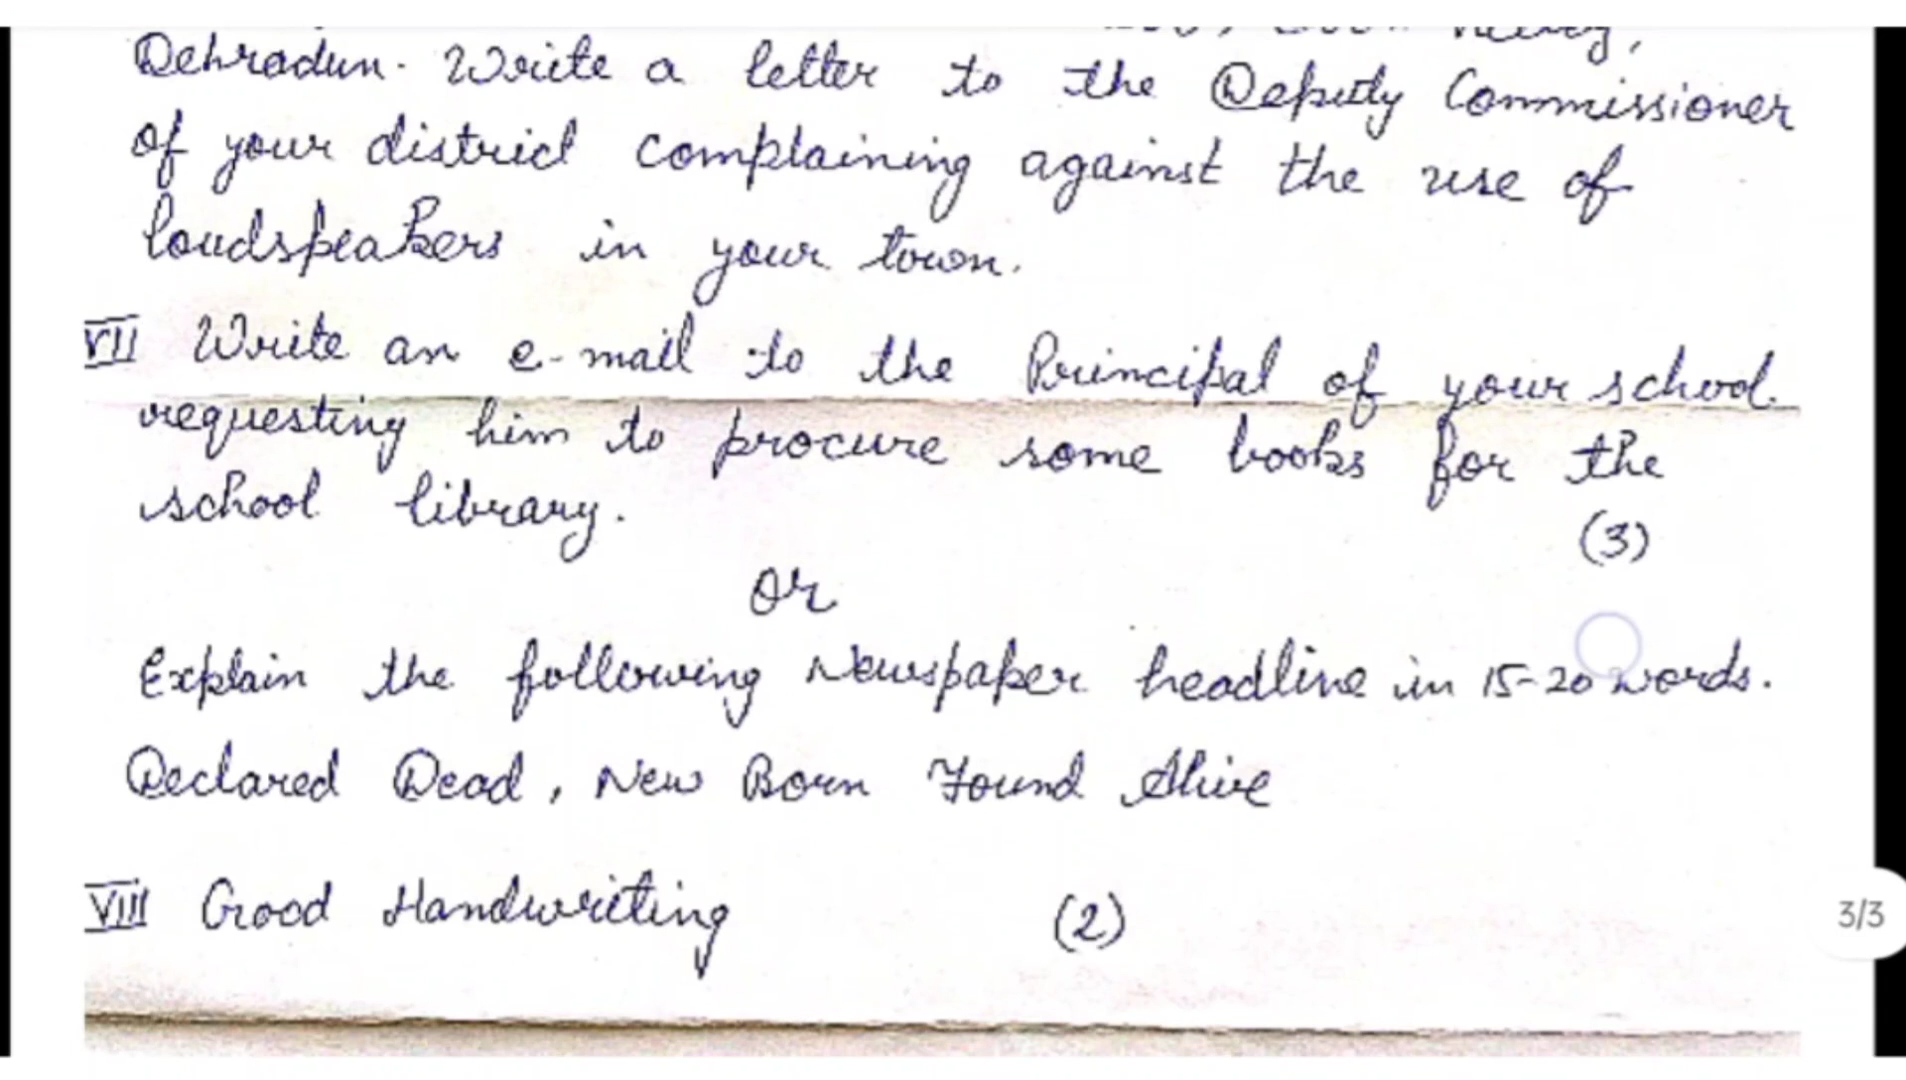 Dehradun. Write a letter to the Deputy Commissioner
of your district complaining against the use of
loudspeakers in your town.
VII Write an e-mail to the Principal of your school
requesting him to procure some books for the
school library.
(3)
or
Explain the following Newspaper headline in 15-20 words.
Declared Dead, New Born Found Alive
VIII Good Handwriting (2)
3/3